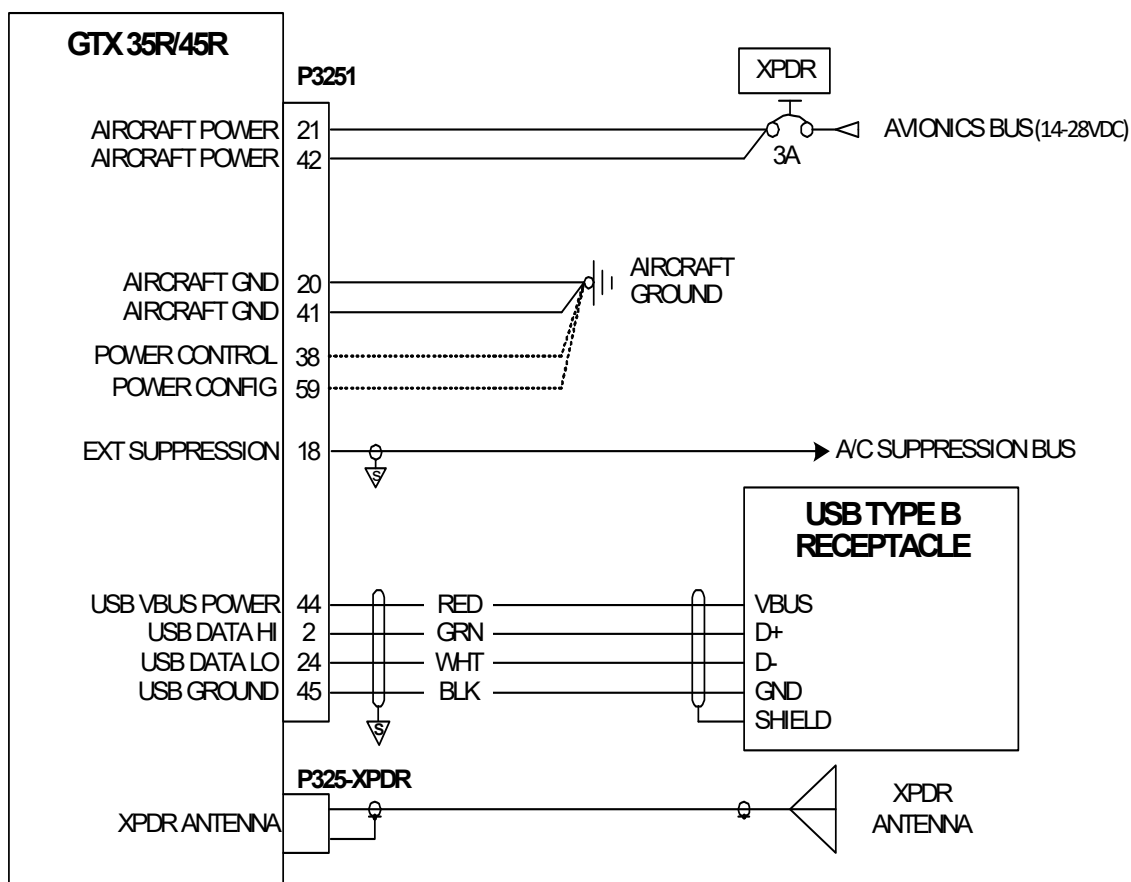 GTX 35R/45R
P3251
XPDR
AIRCRAFT POWER 21
AVIONICS BUS (14-28VDC)
AIRCRAFT POWER 42
3A
AIRCRAFT GND 20
AIRCRAFT
GROUND
AIRCRAFT GND 41
POWER CONTROL 38
POWER CONFIG 59
EXT SUPPRESSION 18
A/C SUPPRESSION BUS
S
USB TYPE B
RECEPTACLE
USB VBUS POWER 44 RED VBUS
USB DATA HI 2 GRN D+
USB DATA LO 24 WHT D-
USB GROUND 45 BLK GND
S
SHIELD
P325-XPDR
XPDR ANTENNA
XPDR
ANTENNA